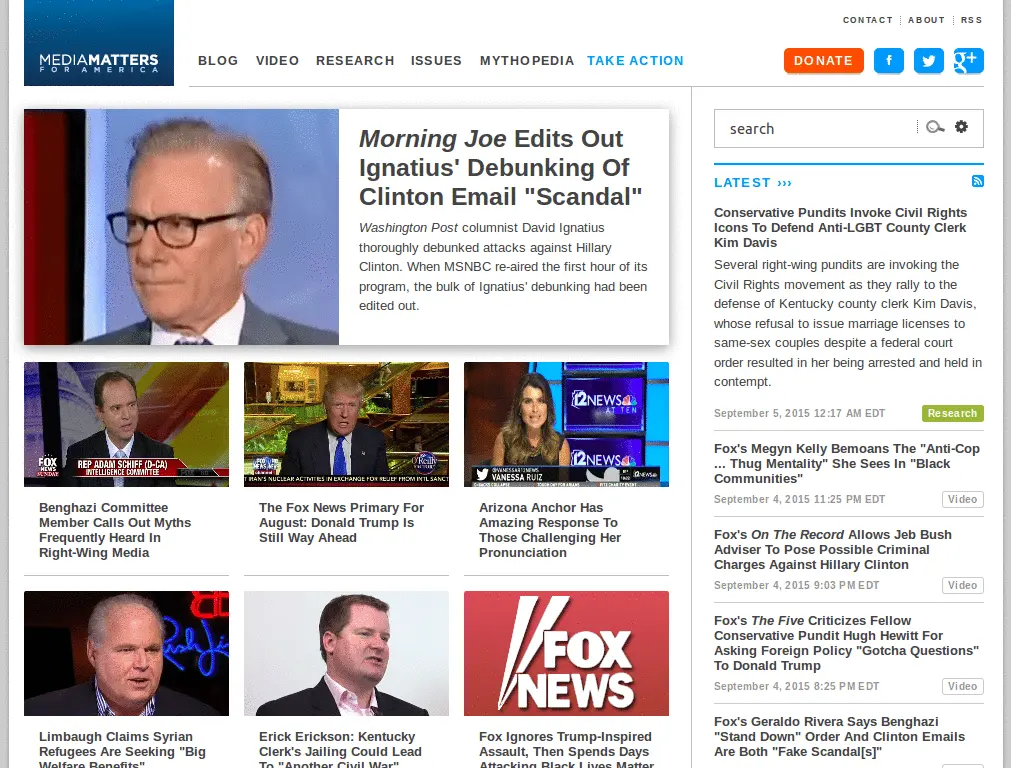 CONTACT ABOUT RSS
MEDIAMATTERS
FOR AMERICA
BLOG VIDEO RESEARCH ISSUES MYTHOPEDIA TAKE ACTION
DONATE
Morning Joe Edits Out
Ignatius' Debunking Of
Clinton Email "Scandal"
Washington Post columnist David Ignatius
thoroughly debunked attacks against Hillary
Clinton. When MSNBC re-aired the first hour of its
program, the bulk of Ignatius' debunking had been
edited out.
FOX
NEWS
SUNDAY
REP ADAM SCHIFF (D-CA)
INTELLIGENCE COMMITTEE
Benghazi Committee
Member Calls Out Myths
Frequently Heard In
Right-Wing Media
FOX NEWS
channel
O'REILLY
FACTOR
T IRAN'S NUCLEAR ACTIVITIES IN EXCHANGE FOR RELIEF FROM INTL SANCT
The Fox News Primary For
August: Donald Trump Is
Still Way Ahead
12 NEWS
AT TEN
12 NEWS
@VANESSAR12NEWS
VANESSA RUIZ
12 NEWS
Arizona Anchor Has
Amazing Response To
Those Challenging Her
Pronunciation
Limbaugh Claims Syrian
Refugees Are Seeking "Big
Welfare Benefits"
Erick Erickson: Kentucky
Clerk's Jailing Could Lead
To "Another Civil War"
FOX
NEWS
Fox Ignores Trump-Inspired
Assault, Then Spends Days
Attacking Black Lives Matter
search
LATEST ›››
Conservative Pundits Invoke Civil Rights
Icons To Defend Anti-LGBT County Clerk
Kim Davis
Several right-wing pundits are invoking the
Civil Rights movement as they rally to the
defense of Kentucky county clerk Kim Davis,
whose refusal to issue marriage licenses to
same-sex couples despite a federal court
order resulted in her being arrested and held in
contempt.
September 5, 2015 12:17 AM EDT Research
Fox's Megyn Kelly Bemoans The "Anti-Cop
... Thug Mentality" She Sees In "Black
Communities"
September 4, 2015 11:25 PM EDT Video
Fox's On The Record Allows Jeb Bush
Adviser To Pose Possible Criminal
Charges Against Hillary Clinton
September 4, 2015 9:03 PM EDT Video
Fox's The Five Criticizes Fellow
Conservative Pundit Hugh Hewitt For
Asking Foreign Policy "Gotcha Questions"
To Donald Trump
September 4, 2015 8:25 PM EDT Video
Fox's Geraldo Rivera Says Benghazi
"Stand Down" Order And Clinton Emails
Are Both "Fake Scandal[s]"